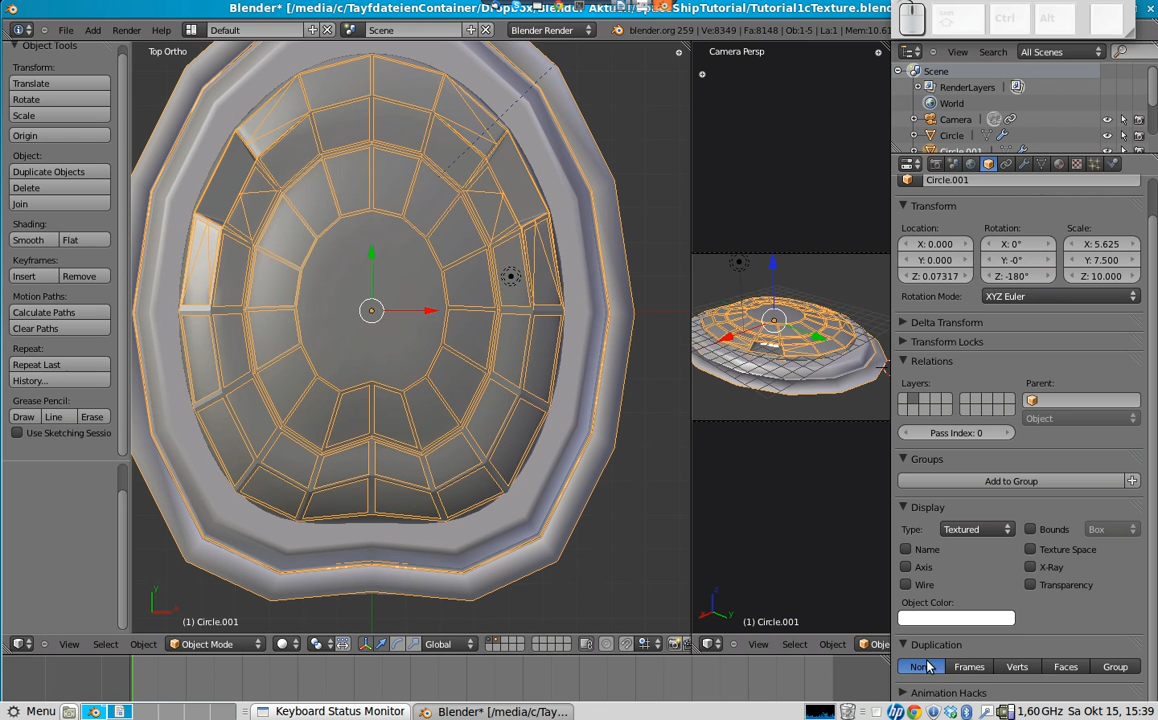 Blender* [/media/c/TayfdateienContainer/Dropbox/Blender
ShipTutorial/Tutorial1cTexture.blend
File Add Render Help Default Scene Blender Render blender.org 259 | Ve:8349 | Fa:8148 | Ob:1-5 | La:1 | Mem:10.61
Ctrl Alt
Object Tools
Transform:
Translate
Rotate
Scale
Origin
Object:
Duplicate Objects
Delete
Join
Shading:
Smooth Flat
Keyframes:
Insert Remove
Motion Paths:
Calculate Paths
Clear Paths
Repeat:
Repeat Last
History...
Grease Pencil:
Draw Line Erase
Use Sketching Sessio
Top Ortho
(1) Circle.001
View Select Object Object Mode Global
Camera Persp
(1) Circle.001
View Select Object
View Search All Scenes
Scene
RenderLayers
World
Camera
Circle
Circle.001
Circle.001
Transform
Location: Rotation: Scale:
X: 0.000 X: 0° X: 5.625
Y: 0.000 Y: -0° Y: 7.500
Z: 0.07317 Z: -180° Z: 10.000
Rotation Mode: XYZ Euler
Delta Transform
Transform Locks
Relations
Layers: Parent:
Object
Pass Index: 0
Groups
Add to Group
Display
Type: Textured Bounds Box
Name Texture Space
Axis X-Ray
Wire Transparency
Object Color:
Duplication
Frames Verts Faces Group
Animation Hacks
Menu Keyboard Status Monitor Blender* [/media/c/Tay... 1,60 GHz Sa Okt 15, 15:39